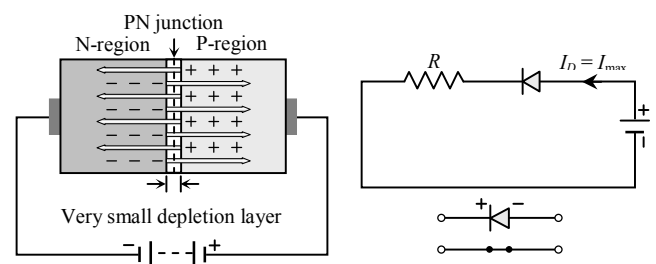 PN junction
N-region P-region
+ + +
− − −
+ + +
− − −
+ + +
− − −
+ + +
− − −
Very small depletion layer
− +
R
I_D = I_max
+
−
+ −